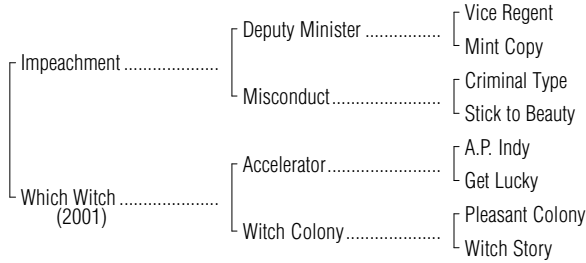 Vice Regent
Deputy Minister ................
Mint Copy
Impeachment ....................
Criminal Type
Misconduct.......................
Stick to Beauty
A.P. Indy
Accelerator........................
Get Lucky
Which Witch ....................
(2001)
Pleasant Colony
Witch Colony....................
Witch Story